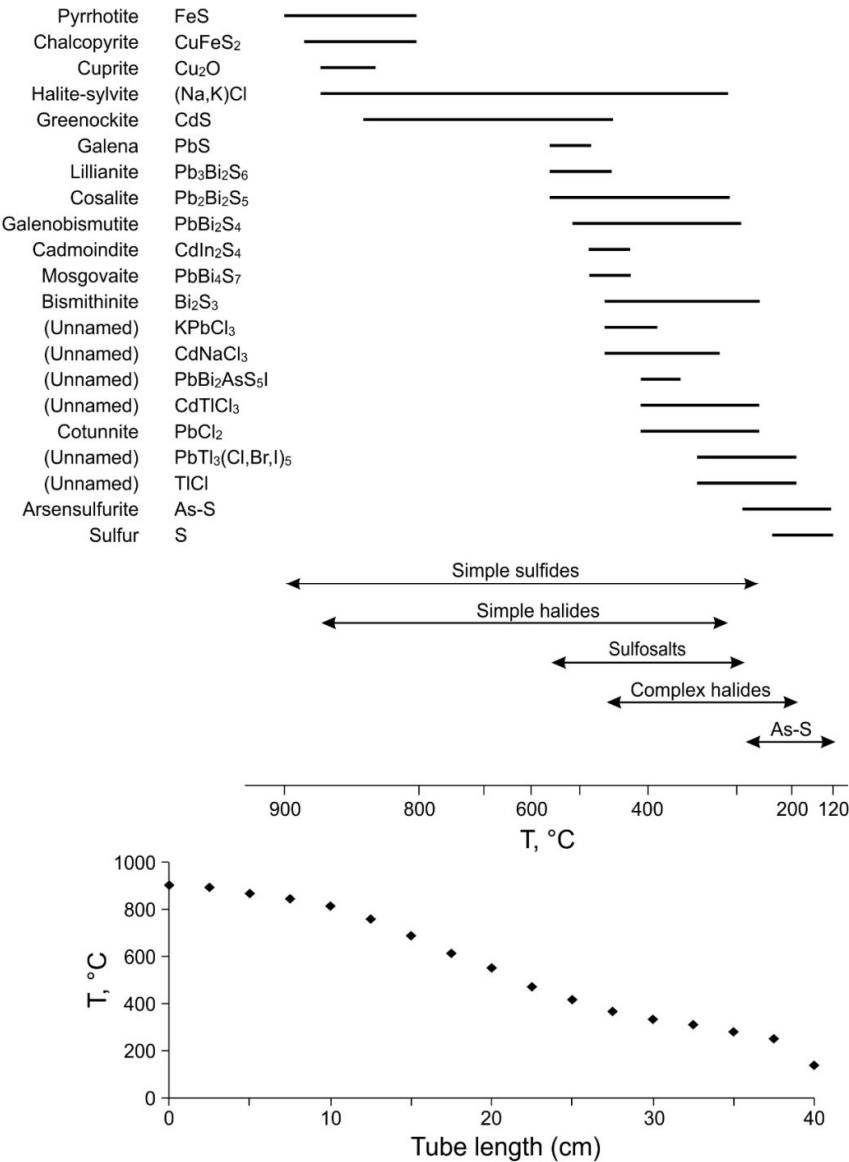 Pyrrhotite FeS
Chalcopyrite CuFeS₂
Cuprite Cu₂O
Halite-sylvite (Na,K)Cl
Greenockite CdS
Galena PbS
Lillianite Pb₃Bi₂S₆
Cosalite Pb₂Bi₂S₅
Galenobismutite PbBi₂S₄
Cadmoindite CdIn₂S₄
Mosgovaite PbBi₄S₇
Bismithinite Bi₂S₃
(Unnamed) KPbCl₃
(Unnamed) CdNaCl₃
(Unnamed) PbBi₂AsS₅I
(Unnamed) CdTlCl₃
Cotunnite PbCl₂
(Unnamed) PbTl₃(Cl,Br,I)₅
(Unnamed) TlCl
Arsensulfurite As-S
Sulfur S
Simple sulfides
Simple halides
Sulfosalts
Complex halides
As-S
900 800 600 400 200 120
T, °C
1000
800
600
400
200
0
T, °C
0 10 20 30 40
Tube length (cm)